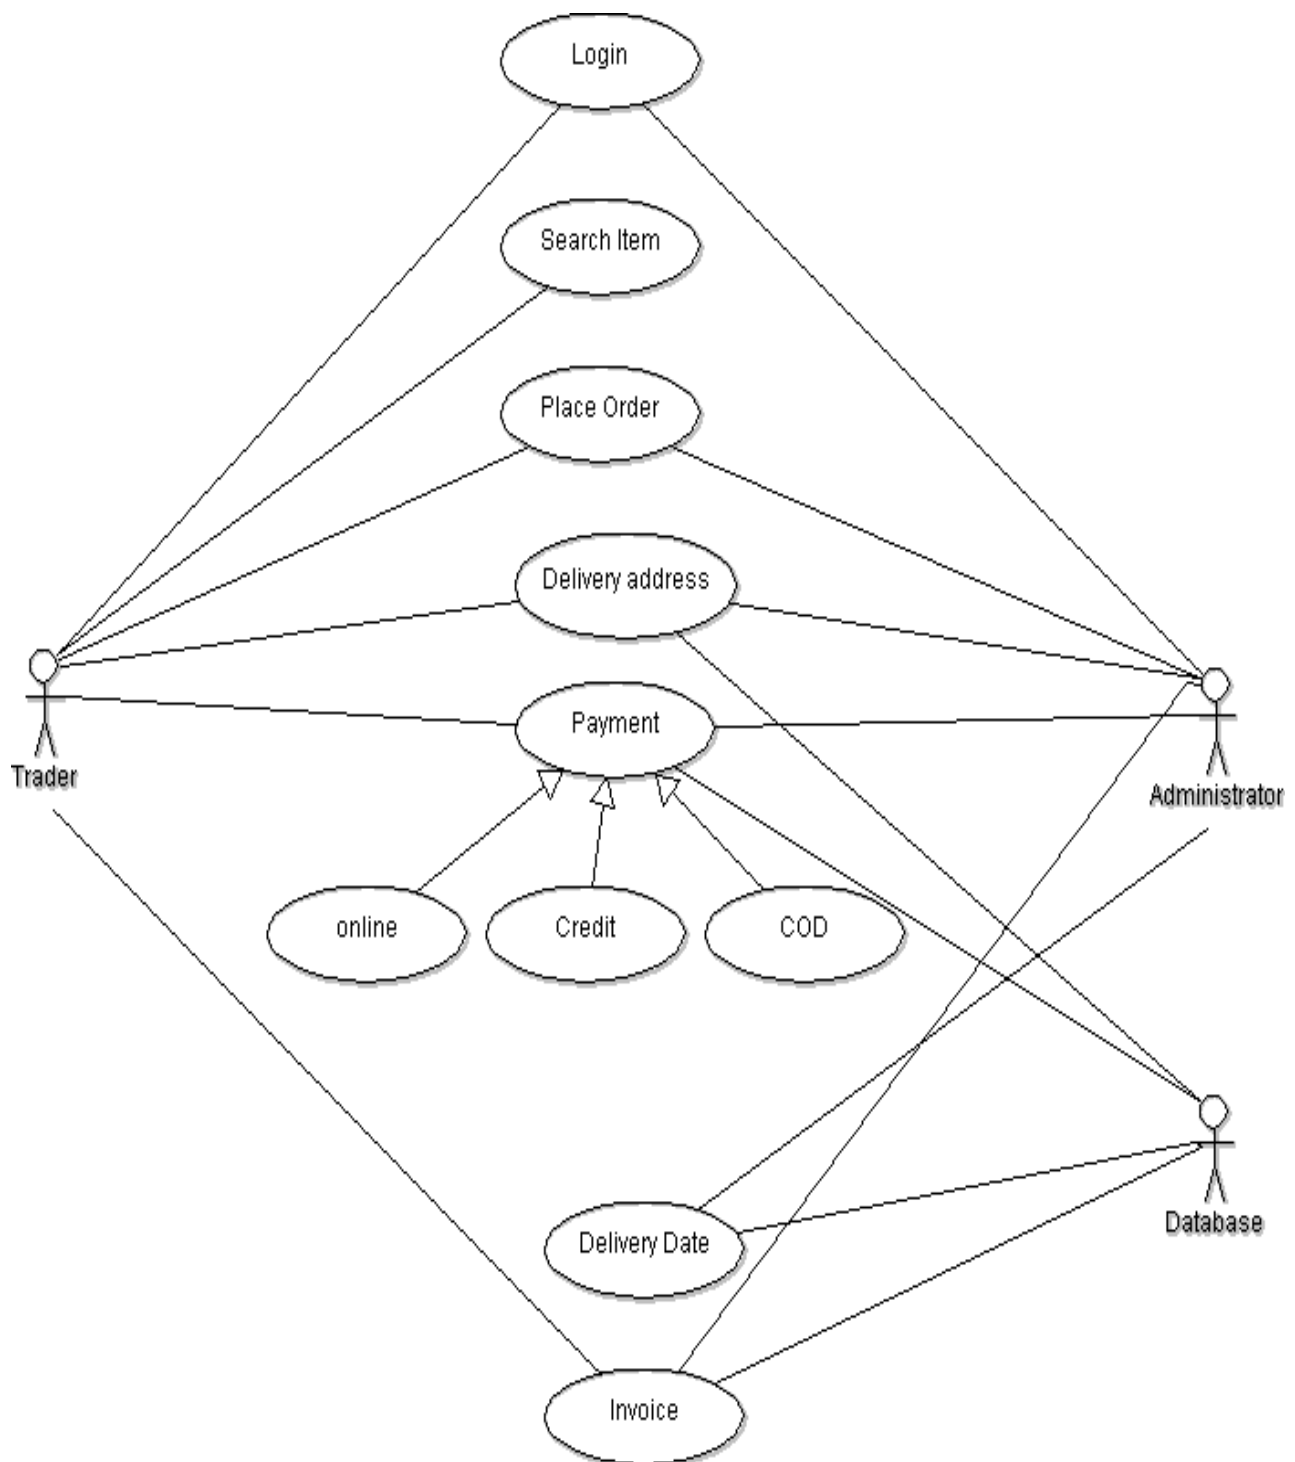 Login
Search Item
Place Order
Delivery address
Payment
Trader
Administrator
online
Credit
COD
Database
Delivery Date
Invoice